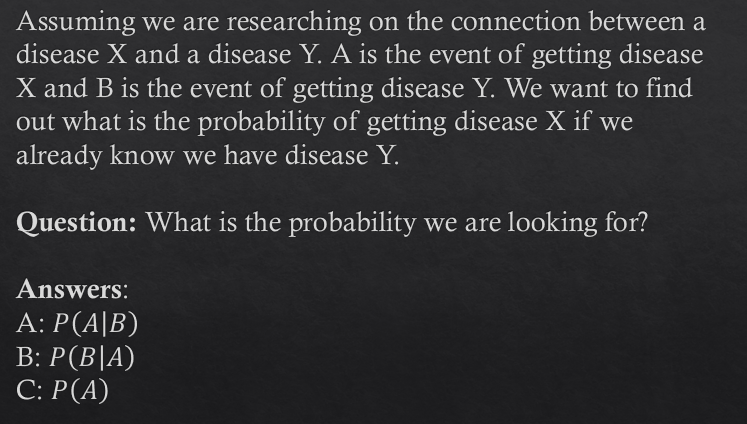 Assuming we are researching on the connection between a
disease X and a disease Y. A is the event of getting disease
X and B is the event of getting disease Y. We want to find
out what is the probability of getting disease X if we
already know we have disease Y.
Question: What is the probability we are looking for?
Answers:
A: P(A|B)
B: P(B|A)
C: P(A)